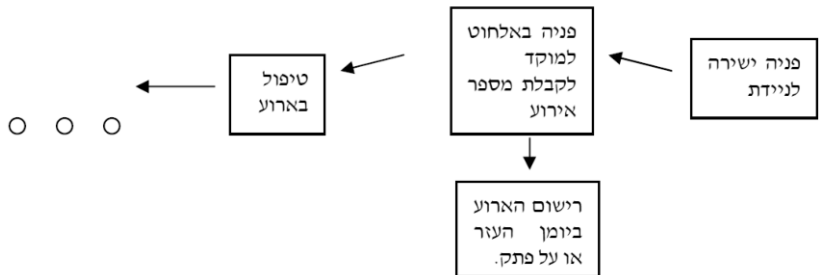 פניה ישירה
לניידת
פניה באלחוט
למוקד
לקבלת מספר
אירוע
טיפול
בארוע
רישום הארוע
ביומן העזר
או על פתק.